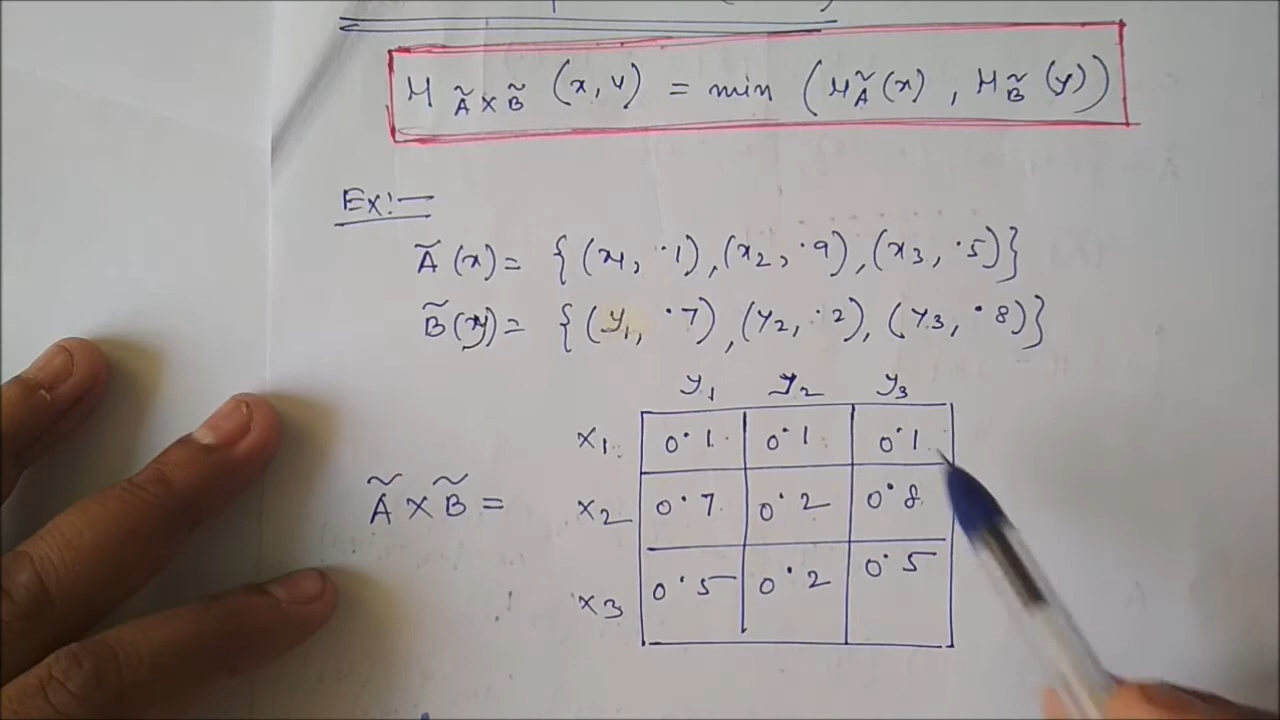 μ Ã×B̃ (x, y) = min (μÃ(x), μB̃(y))
Ex:—
Ã(x) = {(x1, ·1), (x2, ·9), (x3, ·5)}
B̃(y) = {(y1, ·7), (y2, ·2), (y3, ·8)}
y1 y2 y3
x1 0·1 0·1 0·1
Ã×B̃ = x2 0·7 0·2 0·8
x3 0·5 0·2 0·5